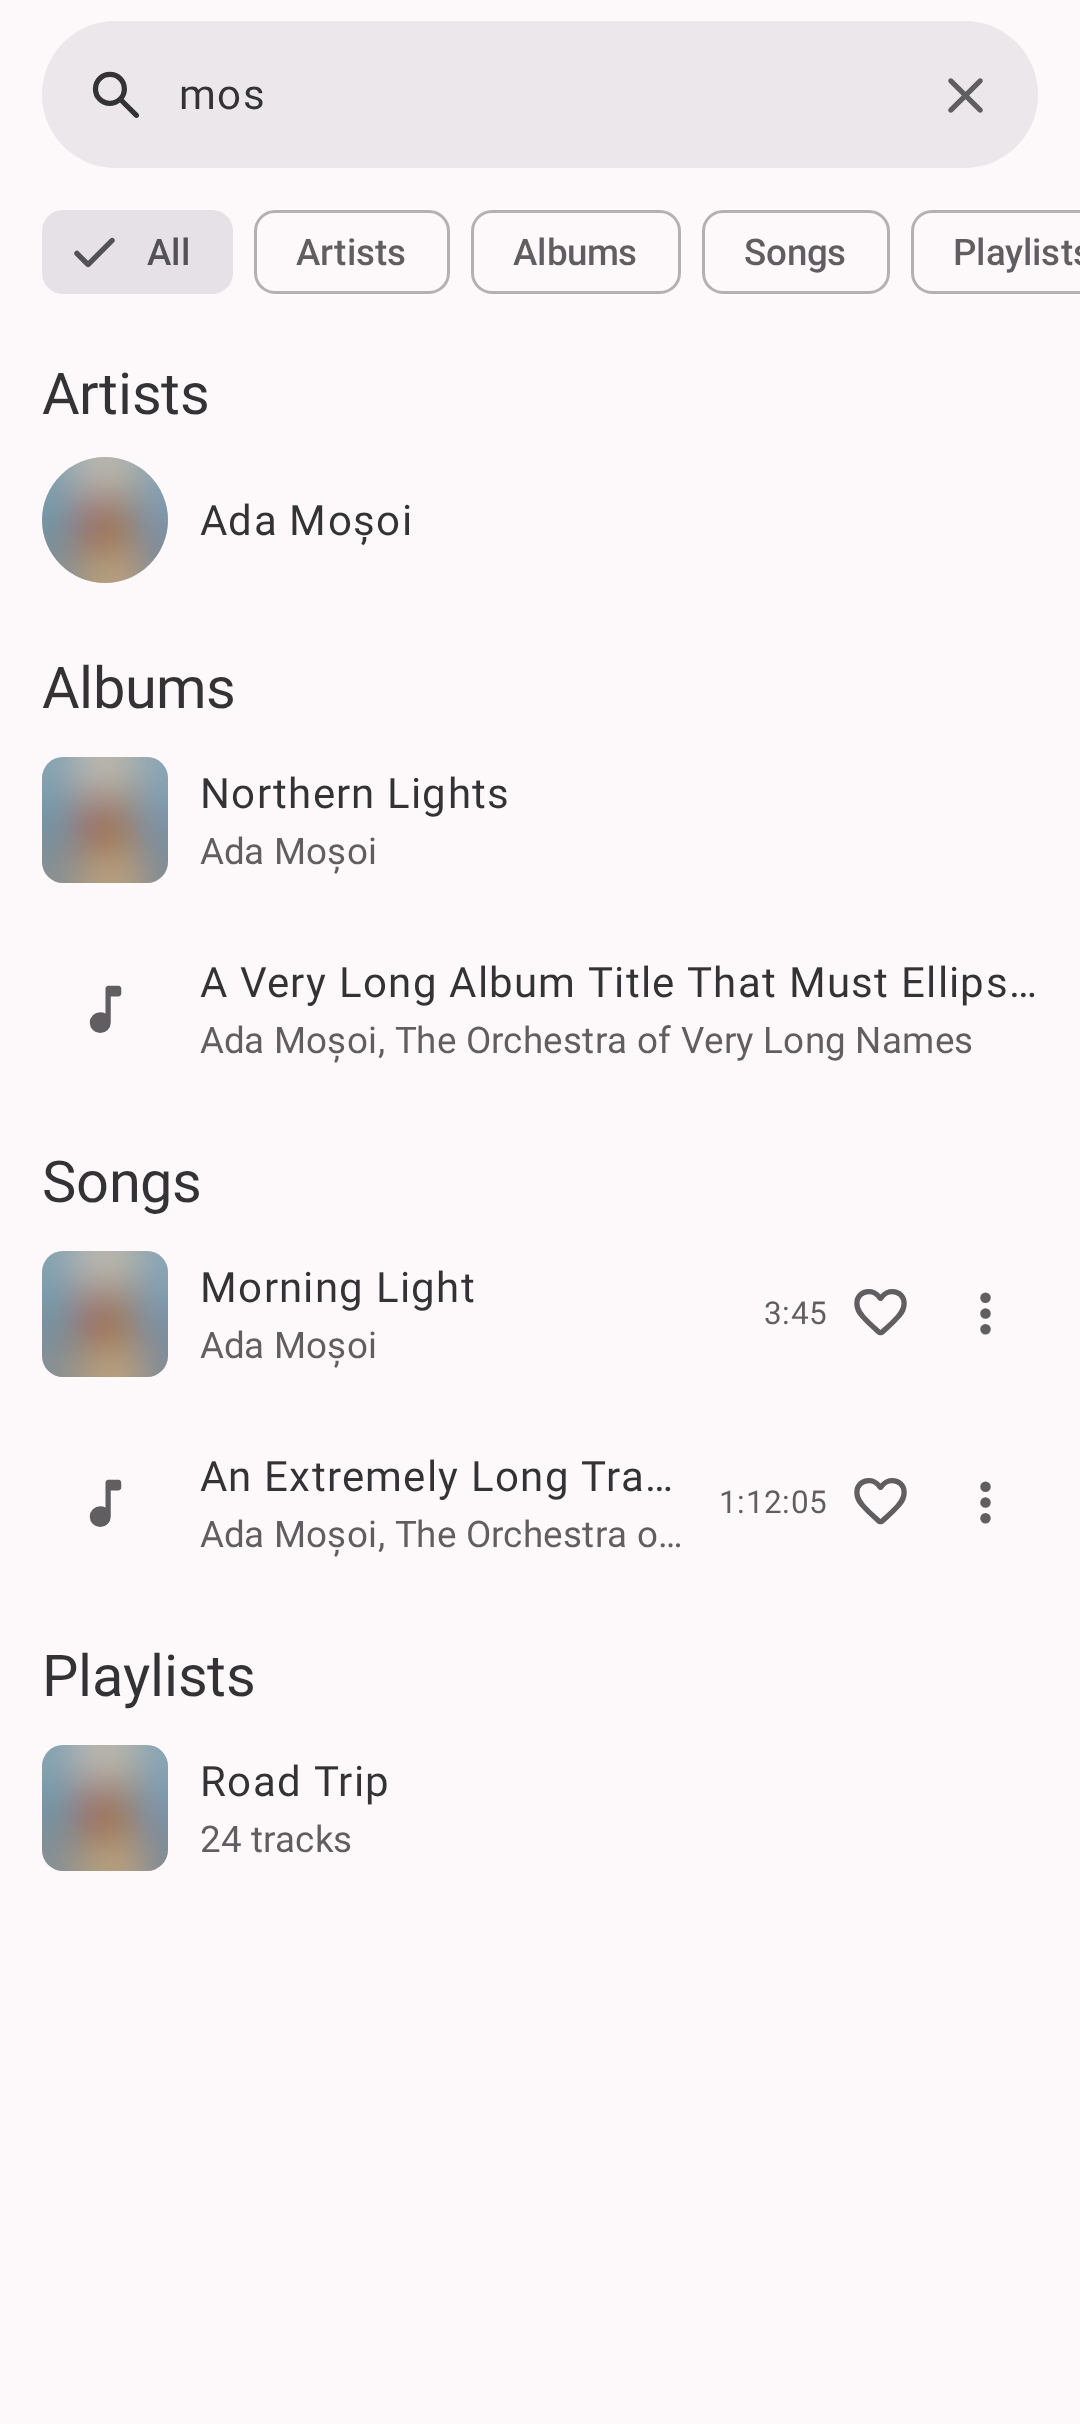 mos
All
Artists
Albums
Songs
Playlists
Artists
Ada Moșoi
Albums
Northern Lights
Ada Moșoi
A Very Long Album Title That Must Ellips…
Ada Moșoi, The Orchestra of Very Long Names
Songs
Morning Light
Ada Moșoi
3:45
An Extremely Long Tra…
Ada Moșoi, The Orchestra o…
1:12:05
Playlists
Road Trip
24 tracks